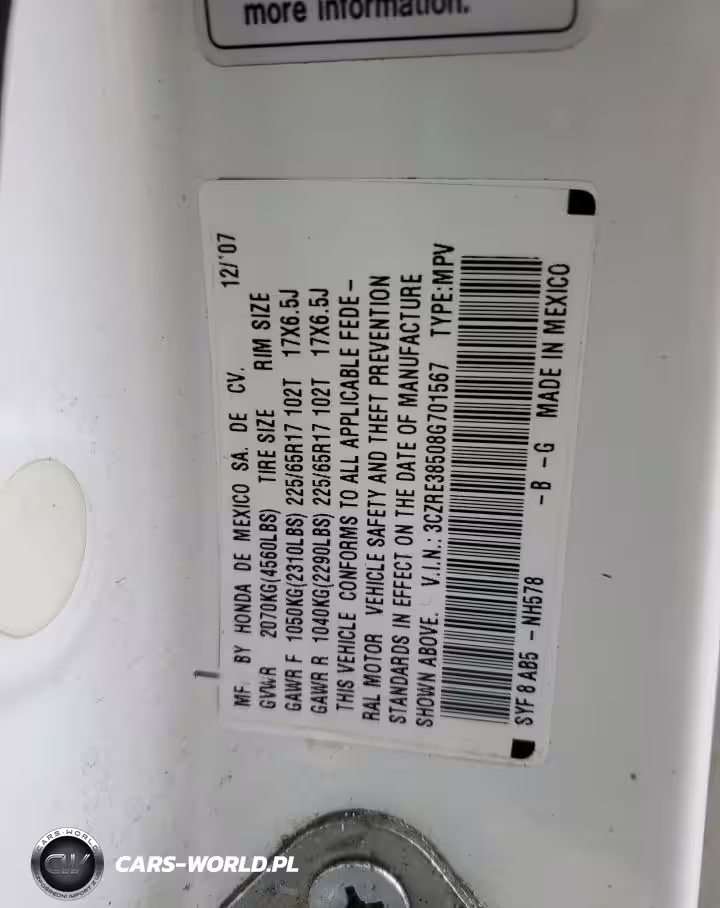 more information.
MF. BY HONDA DE MEXICO SA. DE CV. 12/'07
GVWR 2070KG(4560LBS) TIRE SIZE RIM SIZE
GAWR F 1050KG(2310LBS) 225/65R17 102T 17X6.5J
GAWR R 1040KG(2290LBS) 225/65R17 102T 17X6.5J
THIS VEHICLE CONFORMS TO ALL APPLICABLE FEDE-
RAL MOTOR VEHICLE SAFETY AND THEFT PREVENTION
STANDARDS IN EFFECT ON THE DATE OF MANUFACTURE
SHOWN ABOVE. V.I.N.: 3CZRE38508G701567 TYPE:MPV
SYF 8 AB5 -NH578 -B -G MADE IN MEXICO
CARS-WORLD
CW
CARS-WORLD.PL